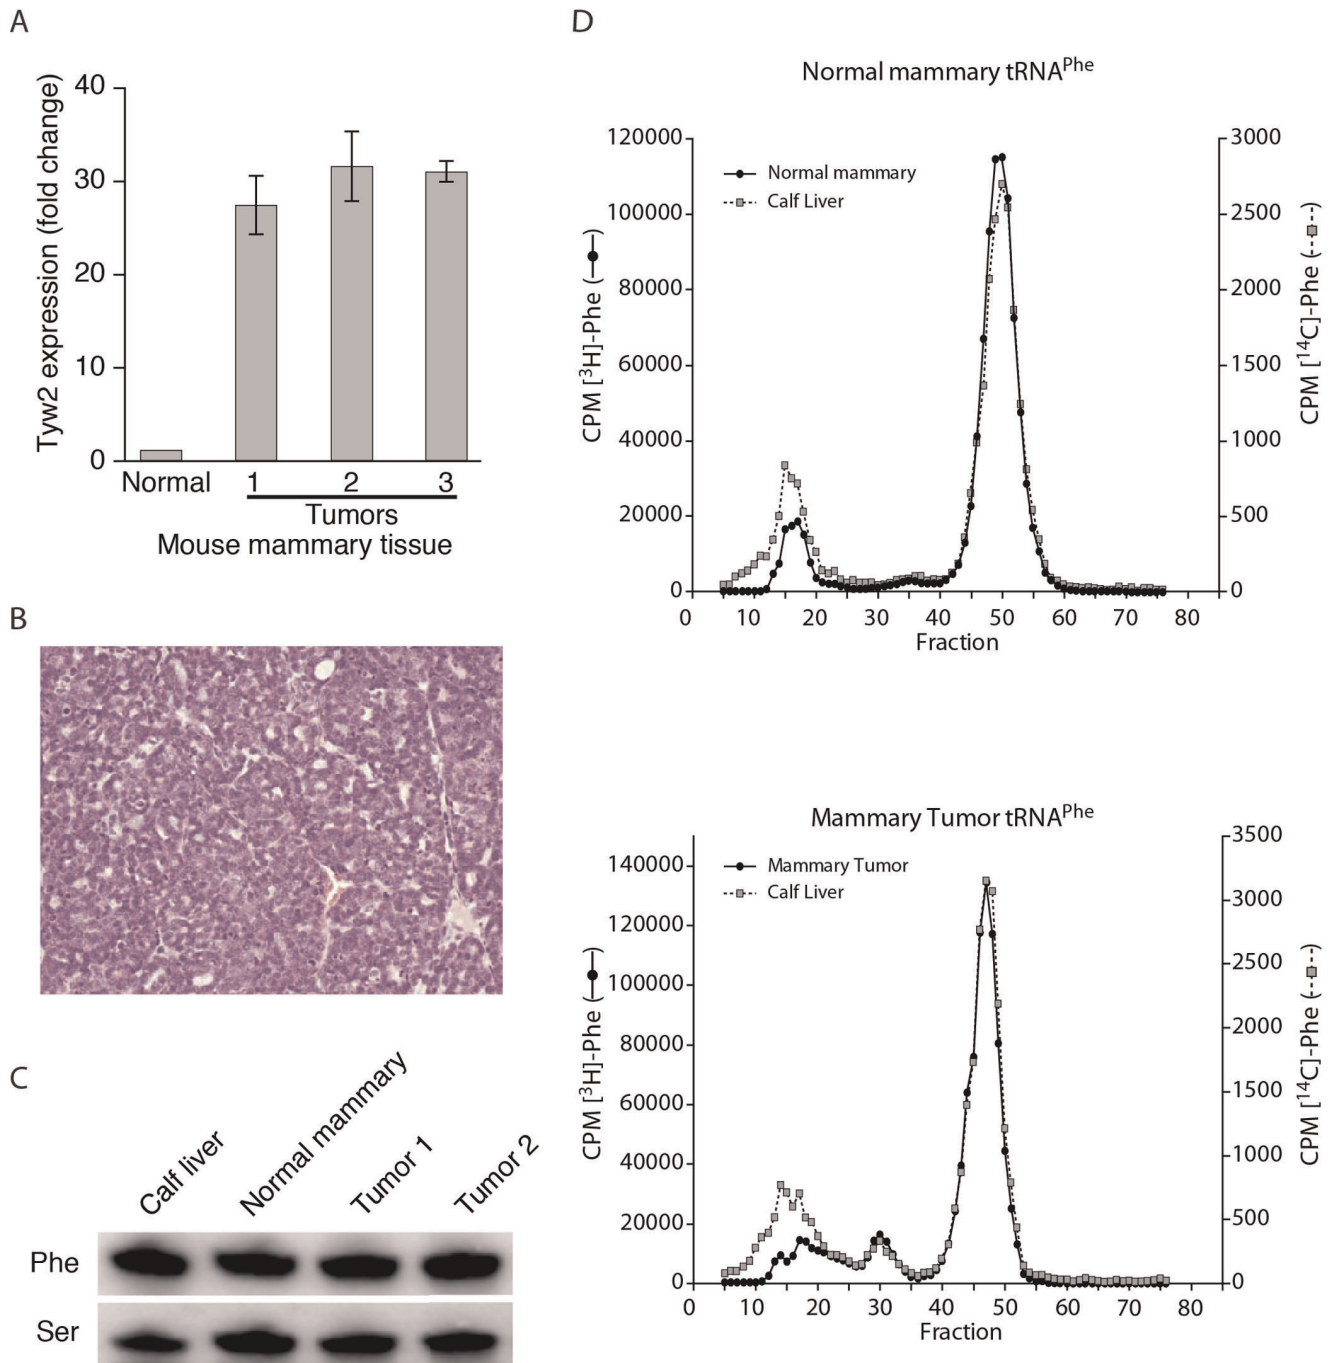 A
Tyw2 expression (fold change)
40
30
20
10
0
Normal
1
2
3
Tumors
Mouse mammary tissue
B
C
Calf liver
Normal mammary
Tumor 1
Tumor 2
Phe
Ser
D
Normal mammary tRNA^Phe
Normal mammary
Calf Liver
CPM [³H]-Phe
120000
100000
80000
60000
40000
20000
0
CPM [¹⁴C]-Phe
3000
2500
2000
1500
1000
500
0
0 10 20 30 40 50 60 70 80
Fraction
Mammary Tumor tRNA^Phe
Mammary Tumor
Calf Liver
CPM [³H]-Phe
140000
120000
100000
80000
60000
40000
20000
0
CPM [¹⁴C]-Phe
3500
3000
2500
2000
1500
1000
500
0
0 10 20 30 40 50 60 70 80
Fraction